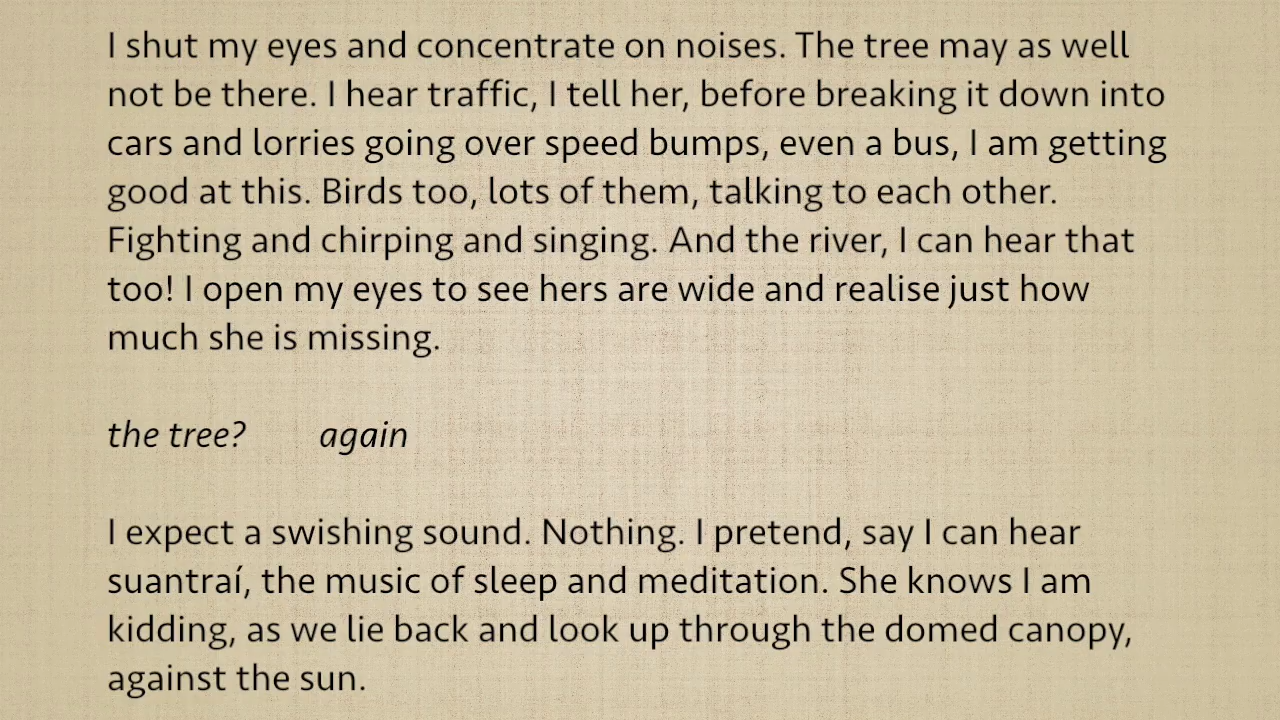 I shut my eyes and concentrate on noises. The tree may as well
not be there. I hear traffic, I tell her, before breaking it down into
cars and lorries going over speed bumps, even a bus, I am getting
good at this. Birds too, lots of them, talking to each other.
Fighting and chirping and singing. And the river, I can hear that
too! I open my eyes to see hers are wide and realise just how
much she is missing.
the tree? again
I expect a swishing sound. Nothing. I pretend, say I can hear
suantraí, the music of sleep and meditation. She knows I am
kidding, as we lie back and look up through the domed canopy,
against the sun.